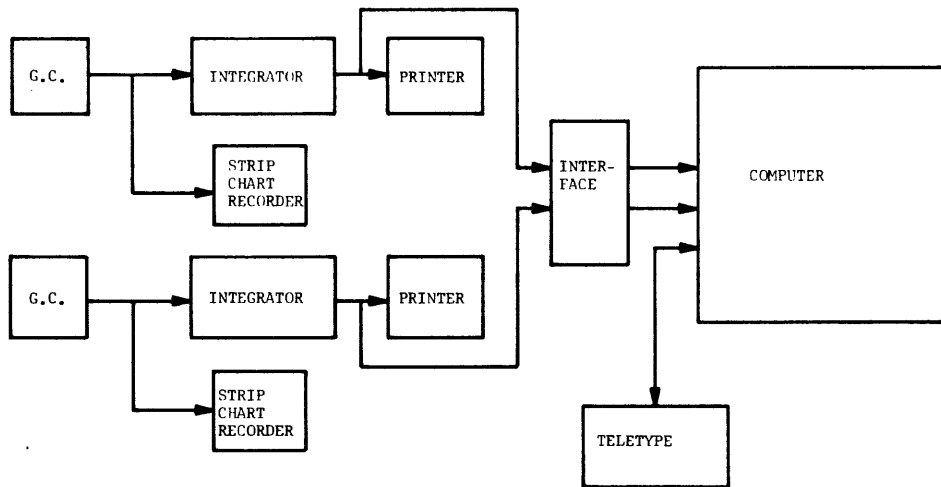 G.C.
INTEGRATOR
PRINTER
STRIP
CHART
RECORDER
INTER-
FACE
COMPUTER
G.C.
INTEGRATOR
PRINTER
STRIP
CHART
RECORDER
TELETYPE